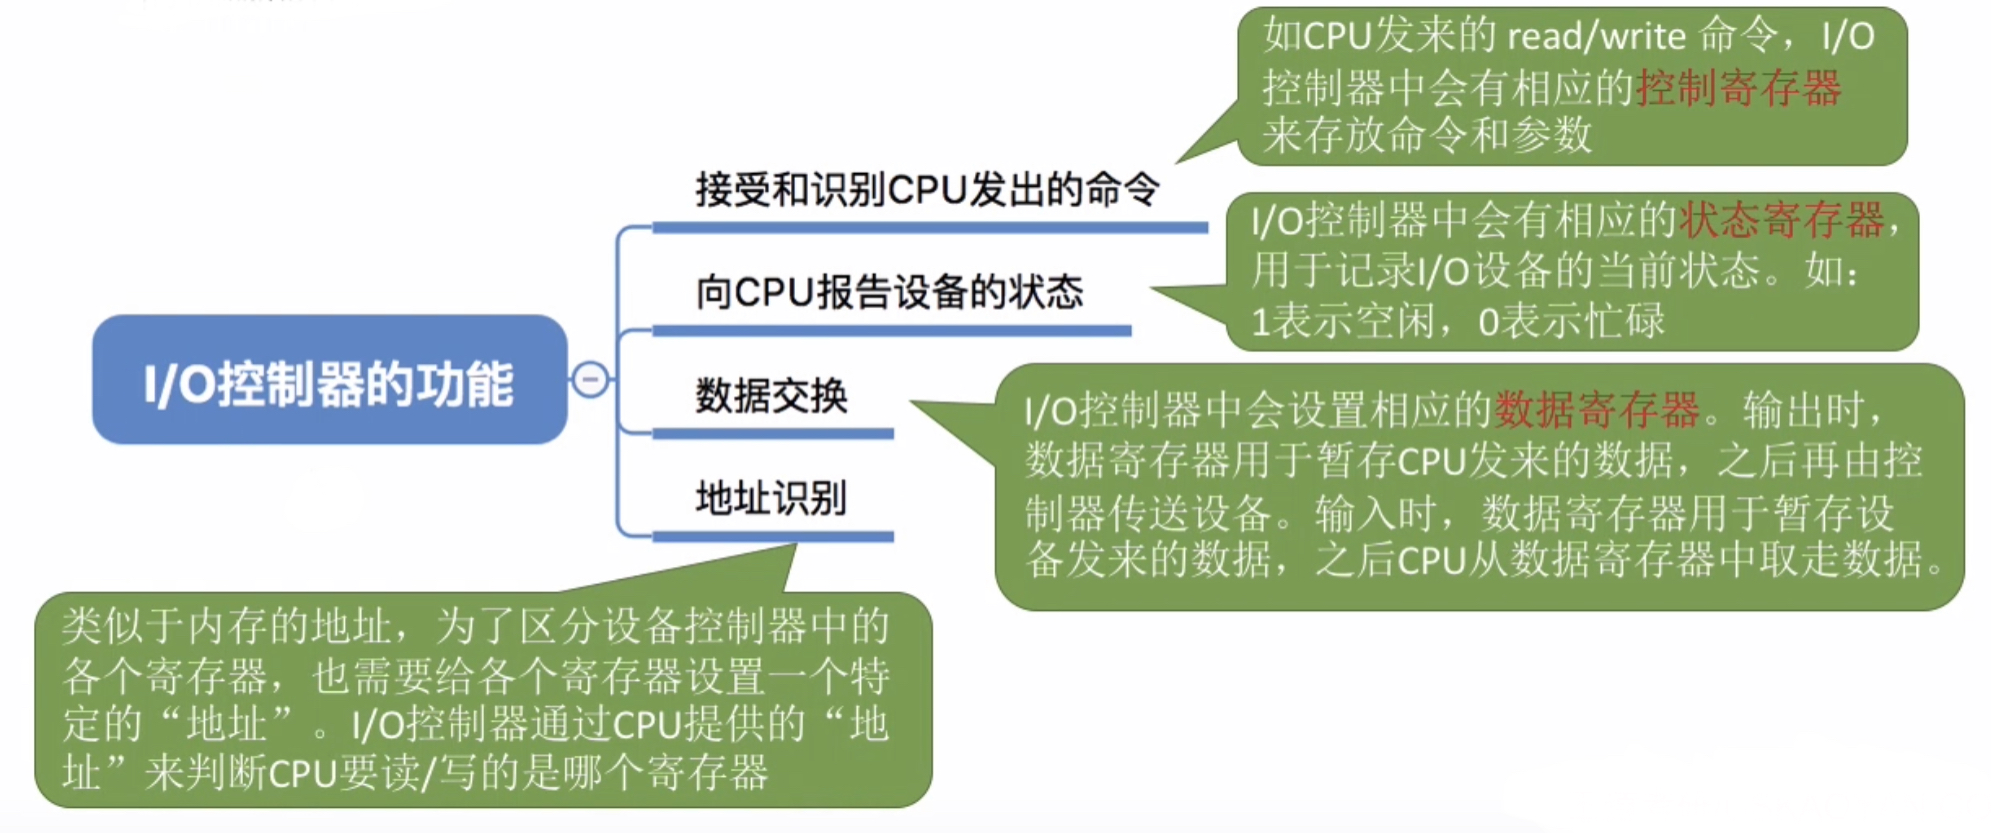 如CPU发来的 read/write 命令，I/O
控制器中会有相应的控制寄存器
来存放命令和参数
接受和识别CPU发出的命令
I/O控制器中会有相应的状态寄存器，
用于记录I/O设备的当前状态。如：
1表示空闲，0表示忙碌
向CPU报告设备的状态
I/O控制器的功能
数据交换
I/O控制器中会设置相应的数据寄存器。输出时，
数据寄存器用于暂存CPU发来的数据，之后再由控
制器传送设备。输入时，数据寄存器用于暂存设
备发来的数据，之后CPU从数据寄存器中取走数据。
地址识别
类似于内存的地址，为了区分设备控制器中的
各个寄存器，也需要给各个寄存器设置一个特
定的“地址”。I/O控制器通过CPU提供的“地
址”来判断CPU要读/写的是哪个寄存器